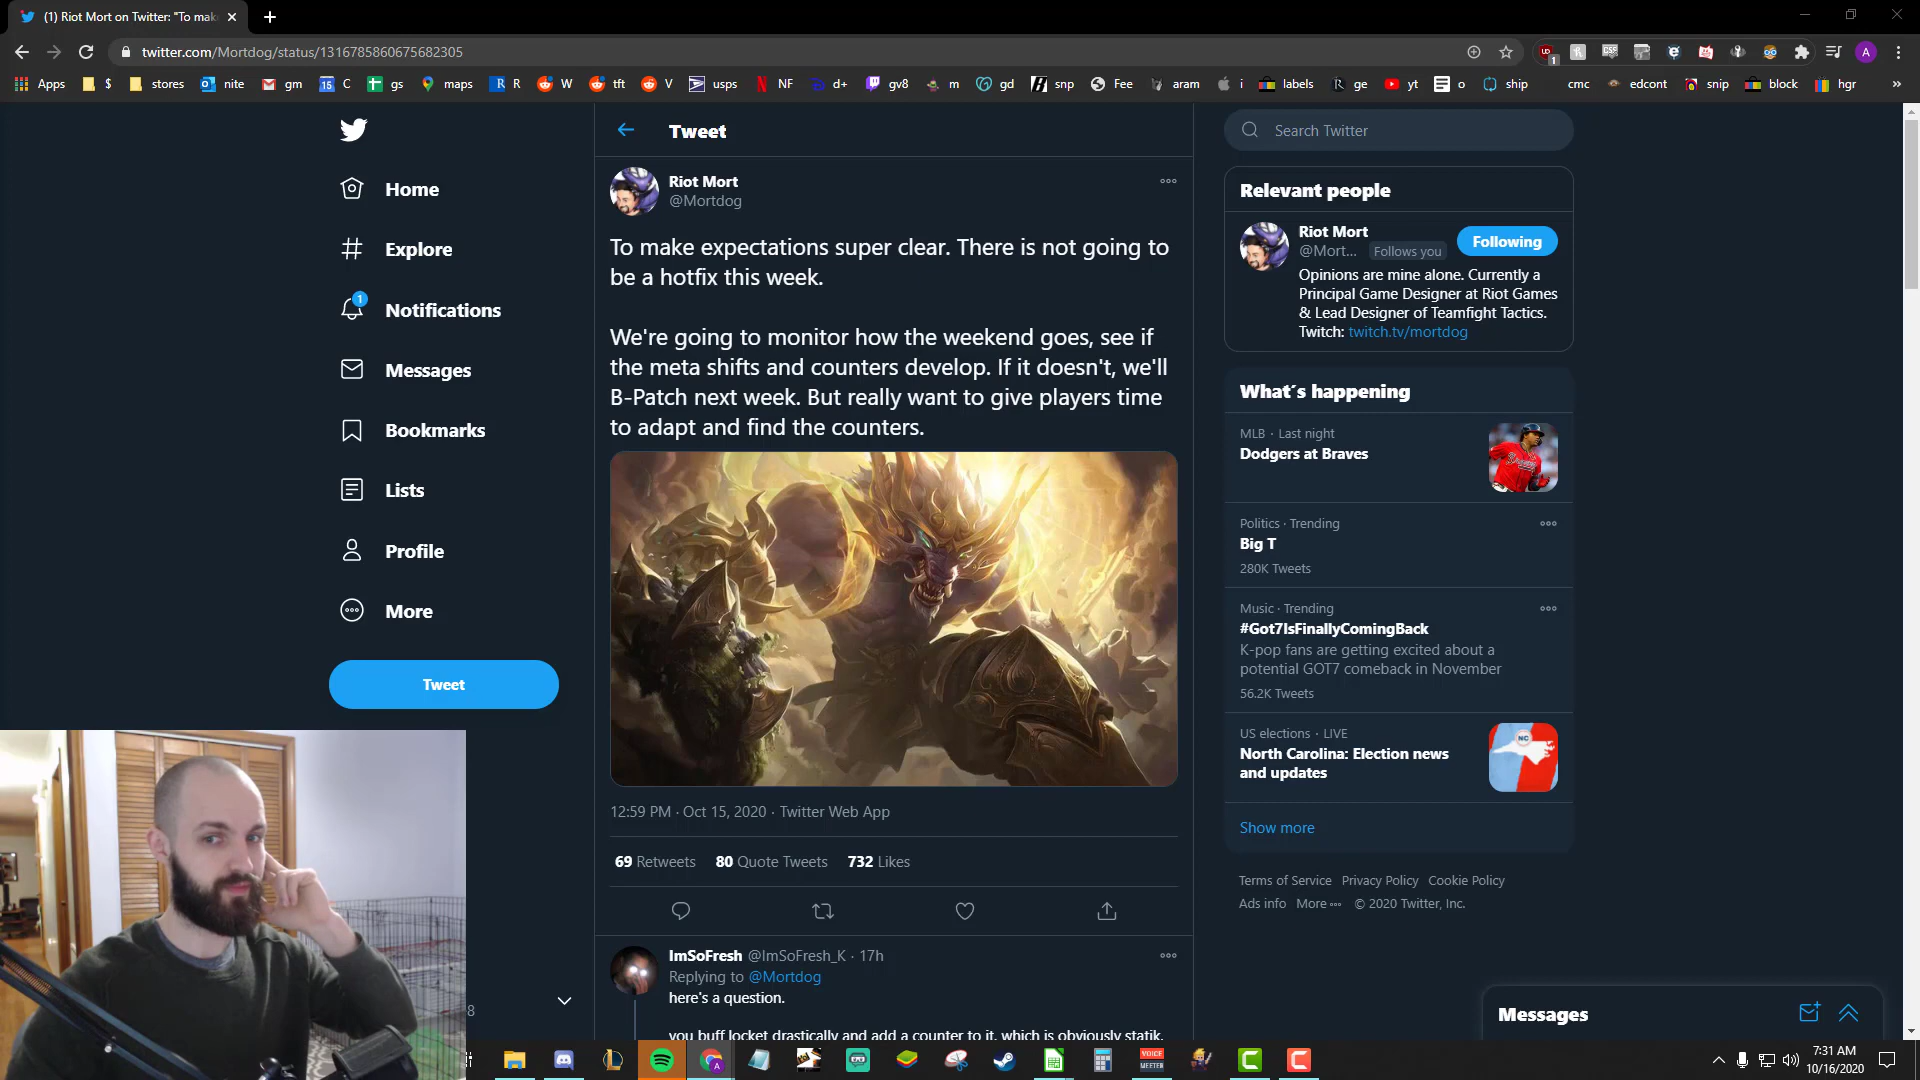 (1) Riot Mort on Twitter: "To mak
twitter.com/Mortdog/status/1316785860675682305
Apps $ stores nite gm C gs maps R W tft V usps NF d+ gv8 m gd snp Fee aram i labels ge yt o ship cmc edcont snip block hgr
Tweet
Search Twitter
Home
Explore
1
Notifications
Messages
Bookmarks
Lists
Profile
More
Tweet
Riot Mort
@Mortdog
To make expectations super clear. There is not going to
be a hotfix this week.
We're going to monitor how the weekend goes, see if
the meta shifts and counters develop. If it doesn't, we'll
B-Patch next week. But really want to give players time
to adapt and find the counters.
12:59 PM · Oct 15, 2020 · Twitter Web App
69 Retweets 80 Quote Tweets 732 Likes
ImSoFresh @ImSoFresh_K · 17h
Replying to @Mortdog
here's a question.
you buff locket drastically and add a counter to it, which is obviously statik.
Relevant people
Riot Mort
@Mort... Follows you
Following
Opinions are mine alone. Currently a
Principal Game Designer at Riot Games
& Lead Designer of Teamfight Tactics.
Twitch: twitch.tv/mortdog
What's happening
MLB · Last night
Dodgers at Braves
Politics · Trending
Big T
280K Tweets
Music · Trending
#Got7IsFinallyComingBack
K-pop fans are getting excited about a
potential GOT7 comeback in November
56.2K Tweets
US elections · LIVE
North Carolina: Election news
and updates
NC
Show more
Terms of Service Privacy Policy Cookie Policy
Ads info More © 2020 Twitter, Inc.
Messages
8
VOICE
MEETER
7:31 AM
10/16/2020